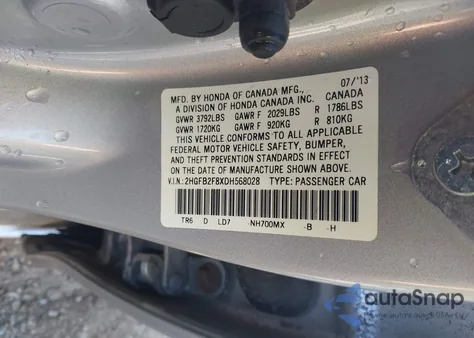 07/'13
MFD. BY HONDA OF CANADA MFG., CANADA
A DIVISION OF HONDA CANADA INC.
GVWR 3792LBS GAWR F 2029LBS R 1786LBS
GVWR 1720KG GAWR F 920KG R 810KG
THIS VEHICLE CONFORMS TO ALL APPLICABLE
FEDERAL MOTOR VEHICLE SAFETY, BUMPER,
AND THEFT PREVENTION STANDARDS IN EFFECT
ON THE DATE OF MANUFACTURE SHOWN ABOVE.
V.I.N.: 2HGFB2F8XDH568028 TYPE: PASSENGER CAR
TR6 D LD7 -NH700MX -B -H
autoSnap
by autobidmaster